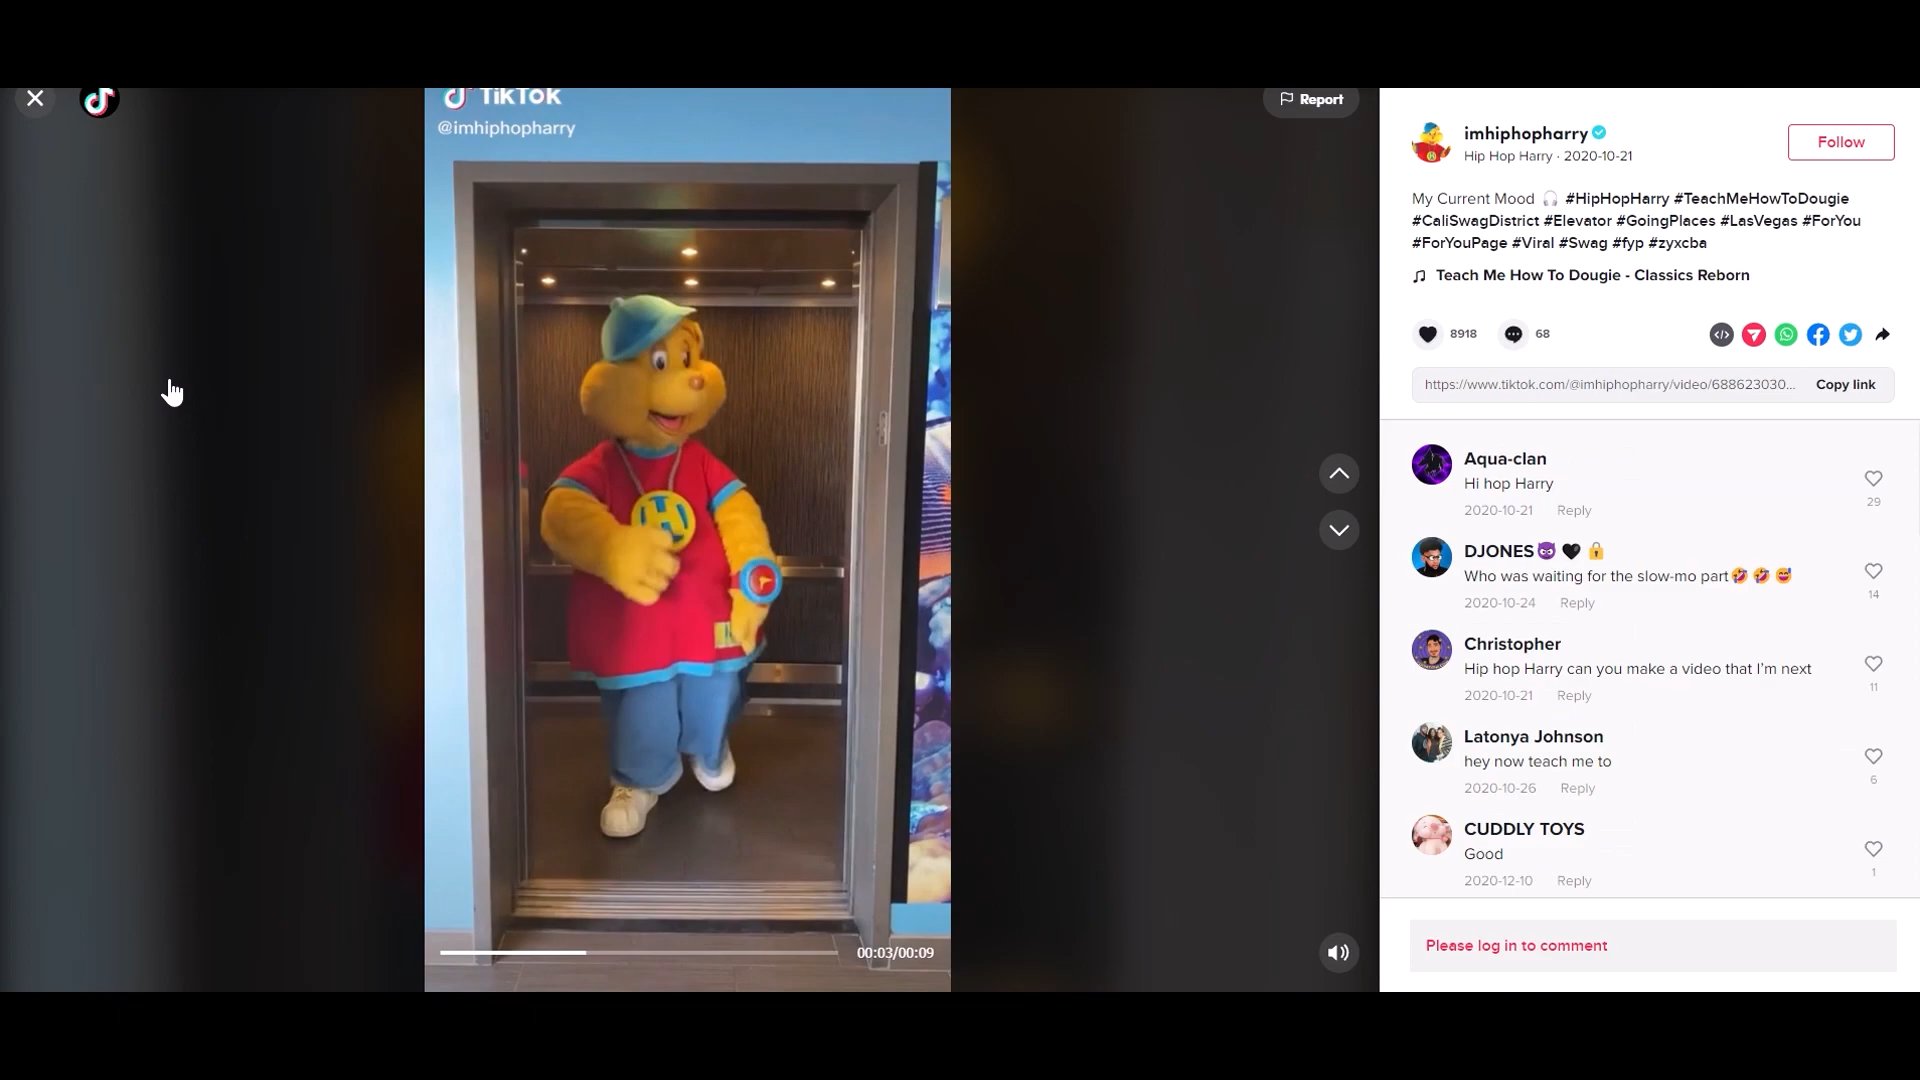 TikTok
@imhiphopharry
Report
00:03/00:09
imhiphopharry
Hip Hop Harry · 2020-10-21
Follow
My Current Mood 🎧 #HipHopHarry #TeachMeHowToDougie
#CaliSwagDistrict #Elevator #GoingPlaces #LasVegas #ForYou
#ForYouPage #Viral #Swag #fyp #zyxcba
Teach Me How To Dougie - Classics Reborn
8918
68
https://www.tiktok.com/@imhiphopharry/video/688623030...
Copy link
Aqua-clan
Hi hop Harry
29
2020-10-21 Reply
DJONES😈🖤🔒
Who was waiting for the slow-mo part🤣🤣😅
14
2020-10-24 Reply
Christopher
Hip hop Harry can you make a video that I'm next
11
2020-10-21 Reply
Latonya Johnson
hey now teach me to
6
2020-10-26 Reply
CUDDLY TOYS
Good
1
2020-12-10 Reply
Please log in to comment
H